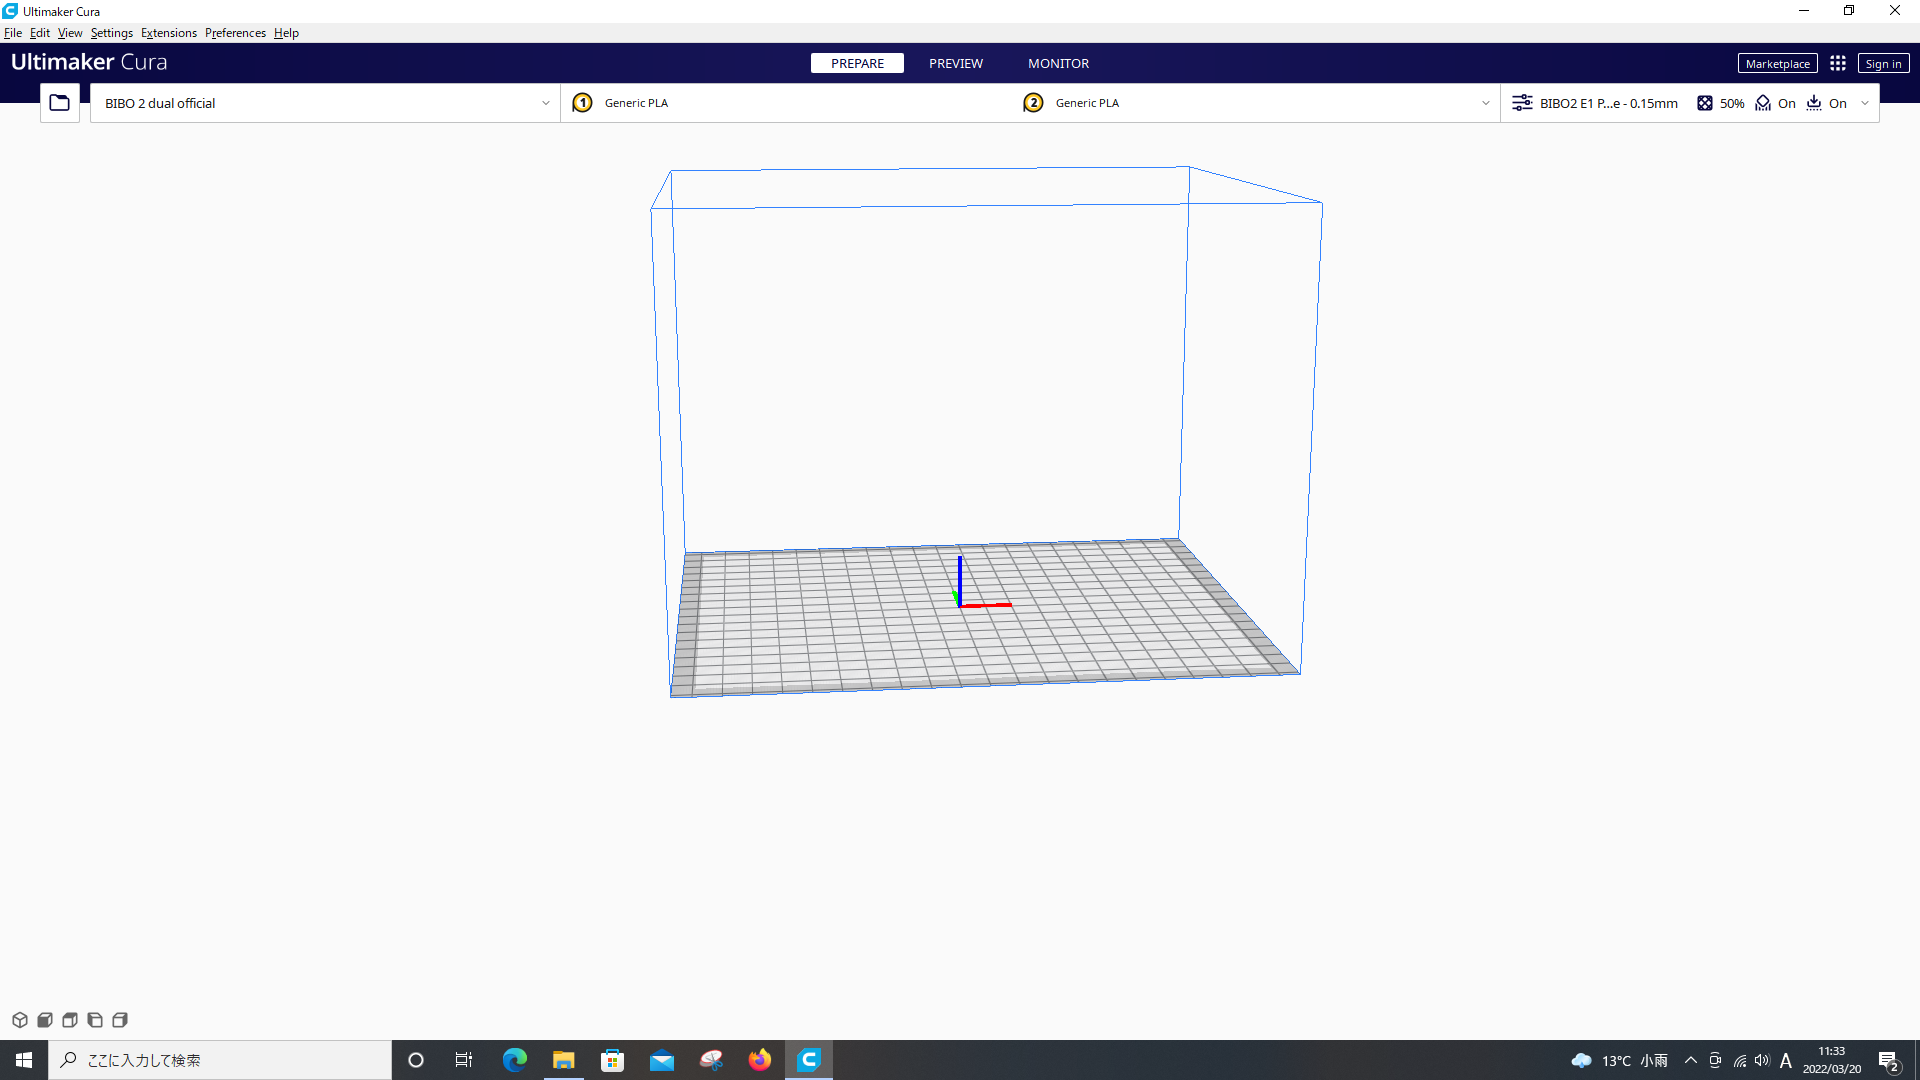 Ultimaker Cura
File Edit View Settings Extensions Preferences Help
Ultimaker Cura
PREPARE PREVIEW MONITOR
Marketplace Sign in
BIBO 2 dual official
1 Generic PLA
2 Generic PLA
BIBO2 E1 P...e - 0.15mm 50% On On
ここに入力して検索
13°C 小雨
A
11:33
2022/03/20
2